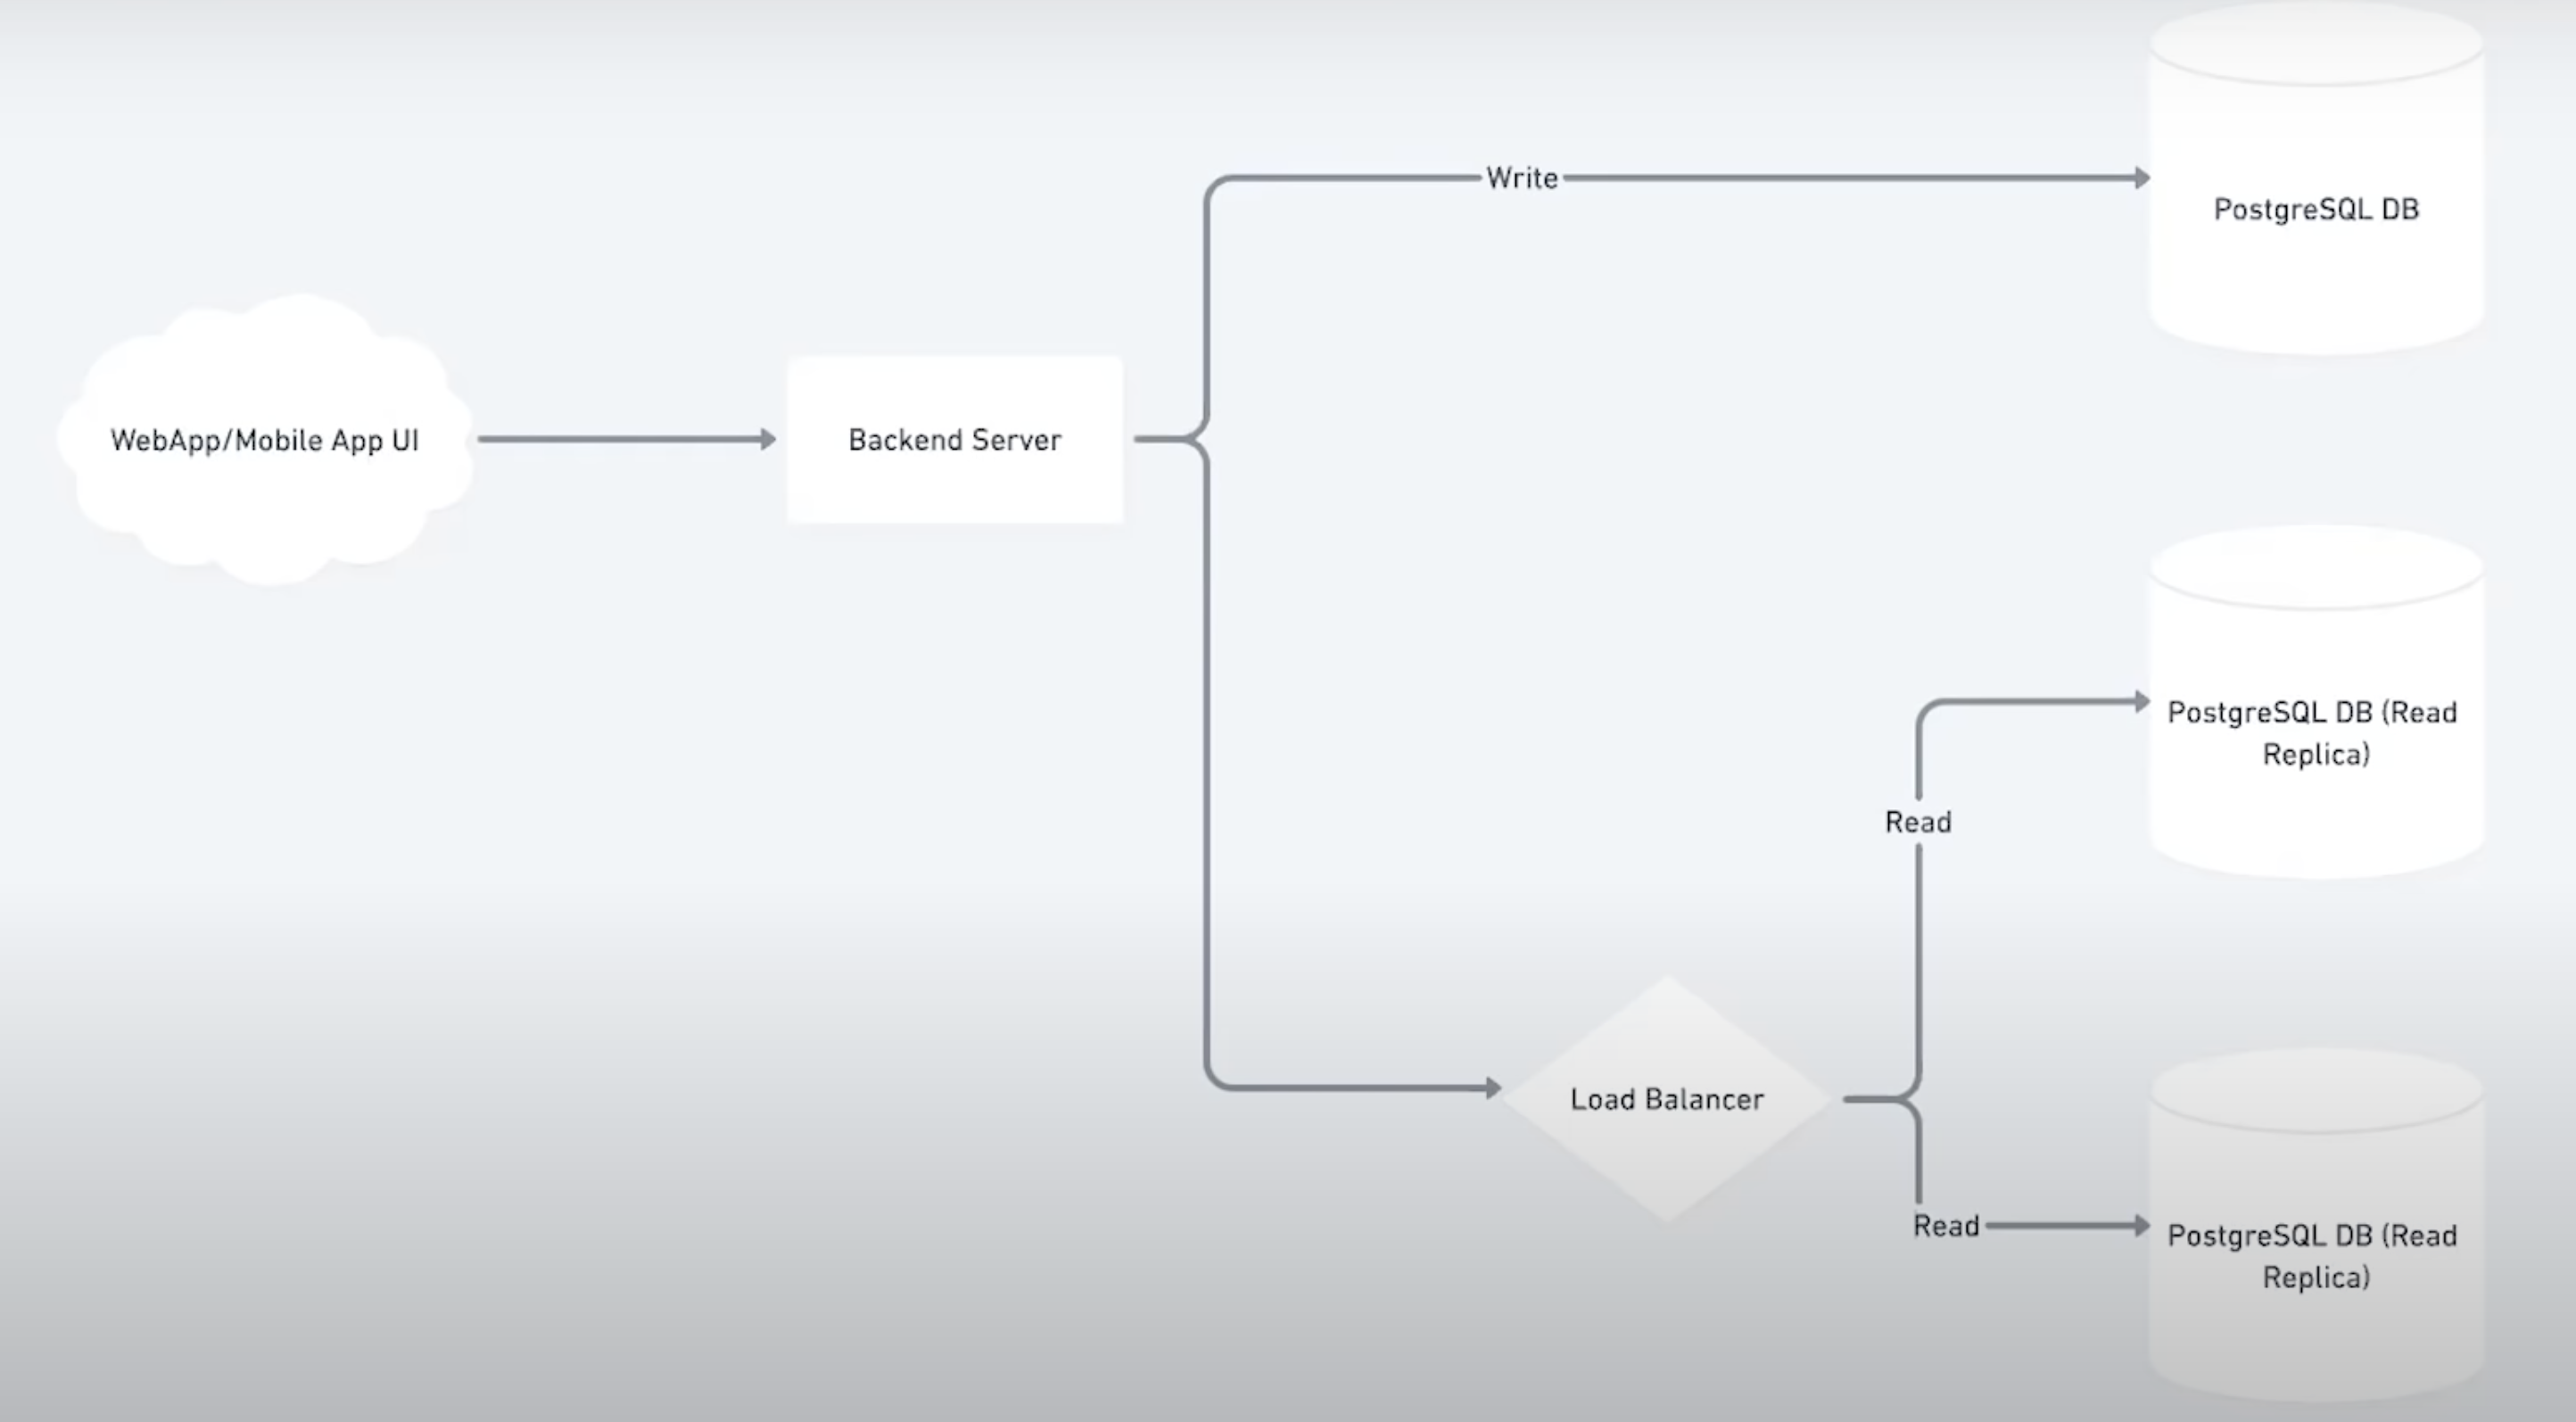 Write
PostgreSQL DB
WebApp/Mobile App UI
Backend Server
PostgreSQL DB (Read
Replica)
Read
Load Balancer
Read
PostgreSQL DB (Read
Replica)